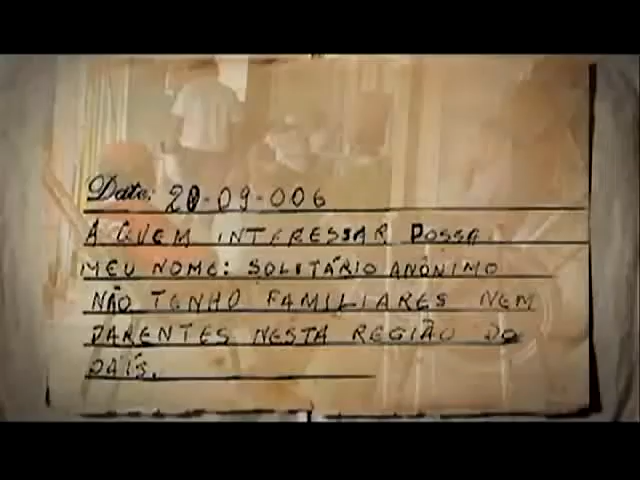 Date: 20-09-006
A QUEM INTERESSAR POSSA
MEU NOME: SOLITÁRIO ANÔNIMO
NÃO TENHO FAMILIARES NEM
PARENTES NESTA REGIÃO DO
PAÍS.